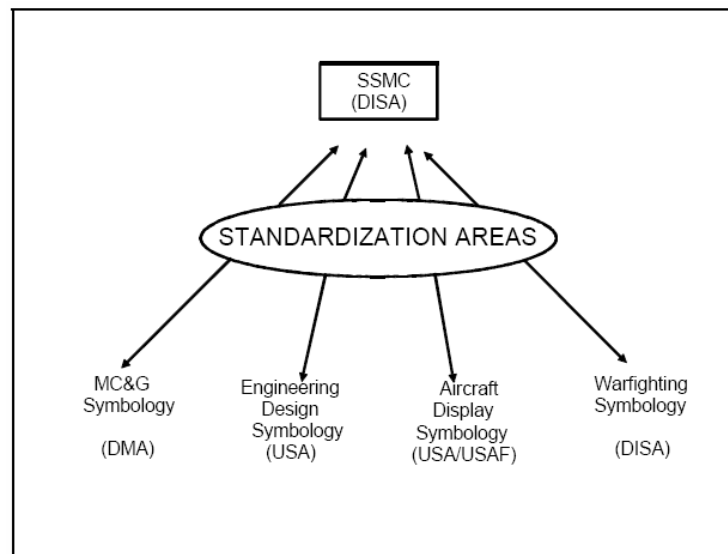 SSMC
(DISA)
STANDARDIZATION AREAS
MC&G
Symbology
(DMA)
Engineering
Design
Symbology
(USA)
Aircraft
Display
Symbology
(USA/USAF)
Warfighting
Symbology
(DISA)